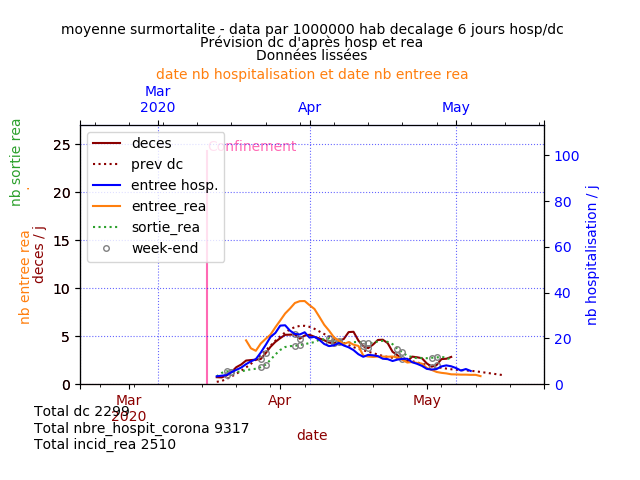 moyenne surmortalite - data par 1000000 hab decalage 6 jours hosp/dc
Prévision dc d'après hosp et rea
Données lissées
date nb hospitalisation et date nb entree rea
Mar
2020
Apr
May
nb sortie rea
nb entree rea .
deces / j
25
20
15
10
5
0
deces
prev dc
entree hosp.
entree_rea
sortie_rea
week-end
Confinement
100
80
60
40
20
0
nb hospitalisation / j
Mar
2020
Apr
May
date
Total dc 2299
Total nbre_hospit_corona 9317
Total incid_rea 2510